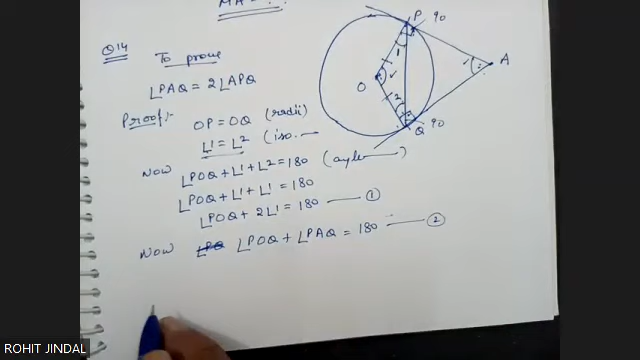 Q14
To prove
∠PAQ = 2∠APQ
Proof:-
OP = OQ (radii)
∠1 = ∠2 (iso.
Now ∠POQ + ∠1 + ∠2 = 180
∠POQ + ∠1 + ∠1 = 180
∠POQ + 2∠1 = 180 — ①
Now ∠POQ + ∠PAQ = 180 — ②
P 90
1
O
A
2
Q 90
ROHIT JINDAL